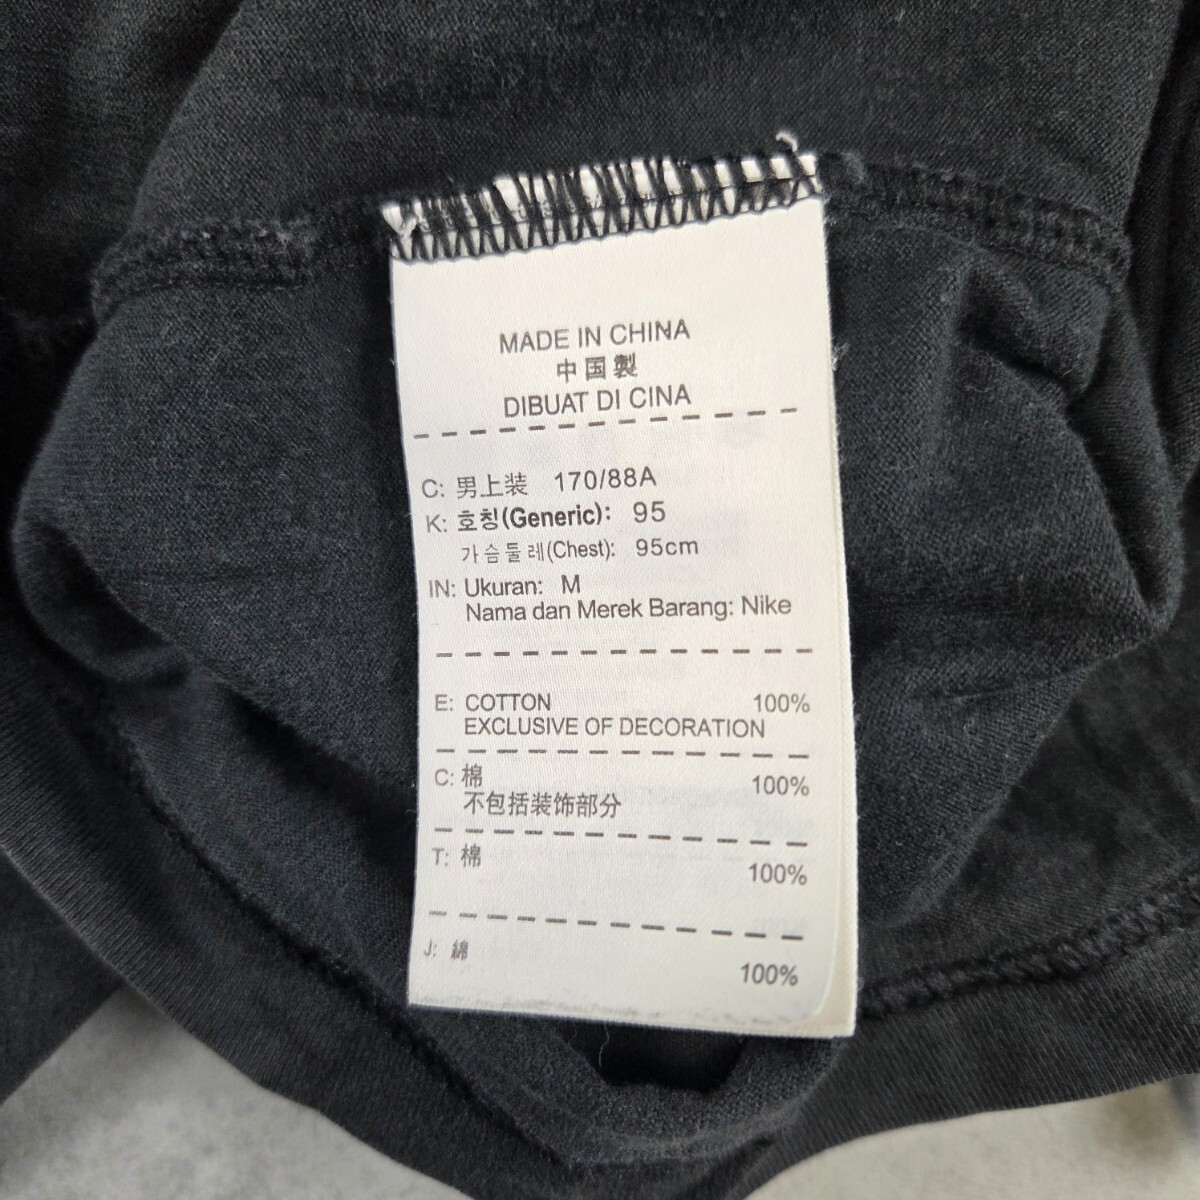 MADE IN CHINA
中国製
DIBUAT DI CINA
C: 男上装 170/88A
K: 호칭(Generic): 95
가슴둘레(Chest): 95cm
IN: Ukuran: M
Nama dan Merek Barang: Nike
E: COTTON 100%
EXCLUSIVE OF DECORATION
C: 棉 100%
不包括装饰部分
T: 棉 100%
J: 綿 100%